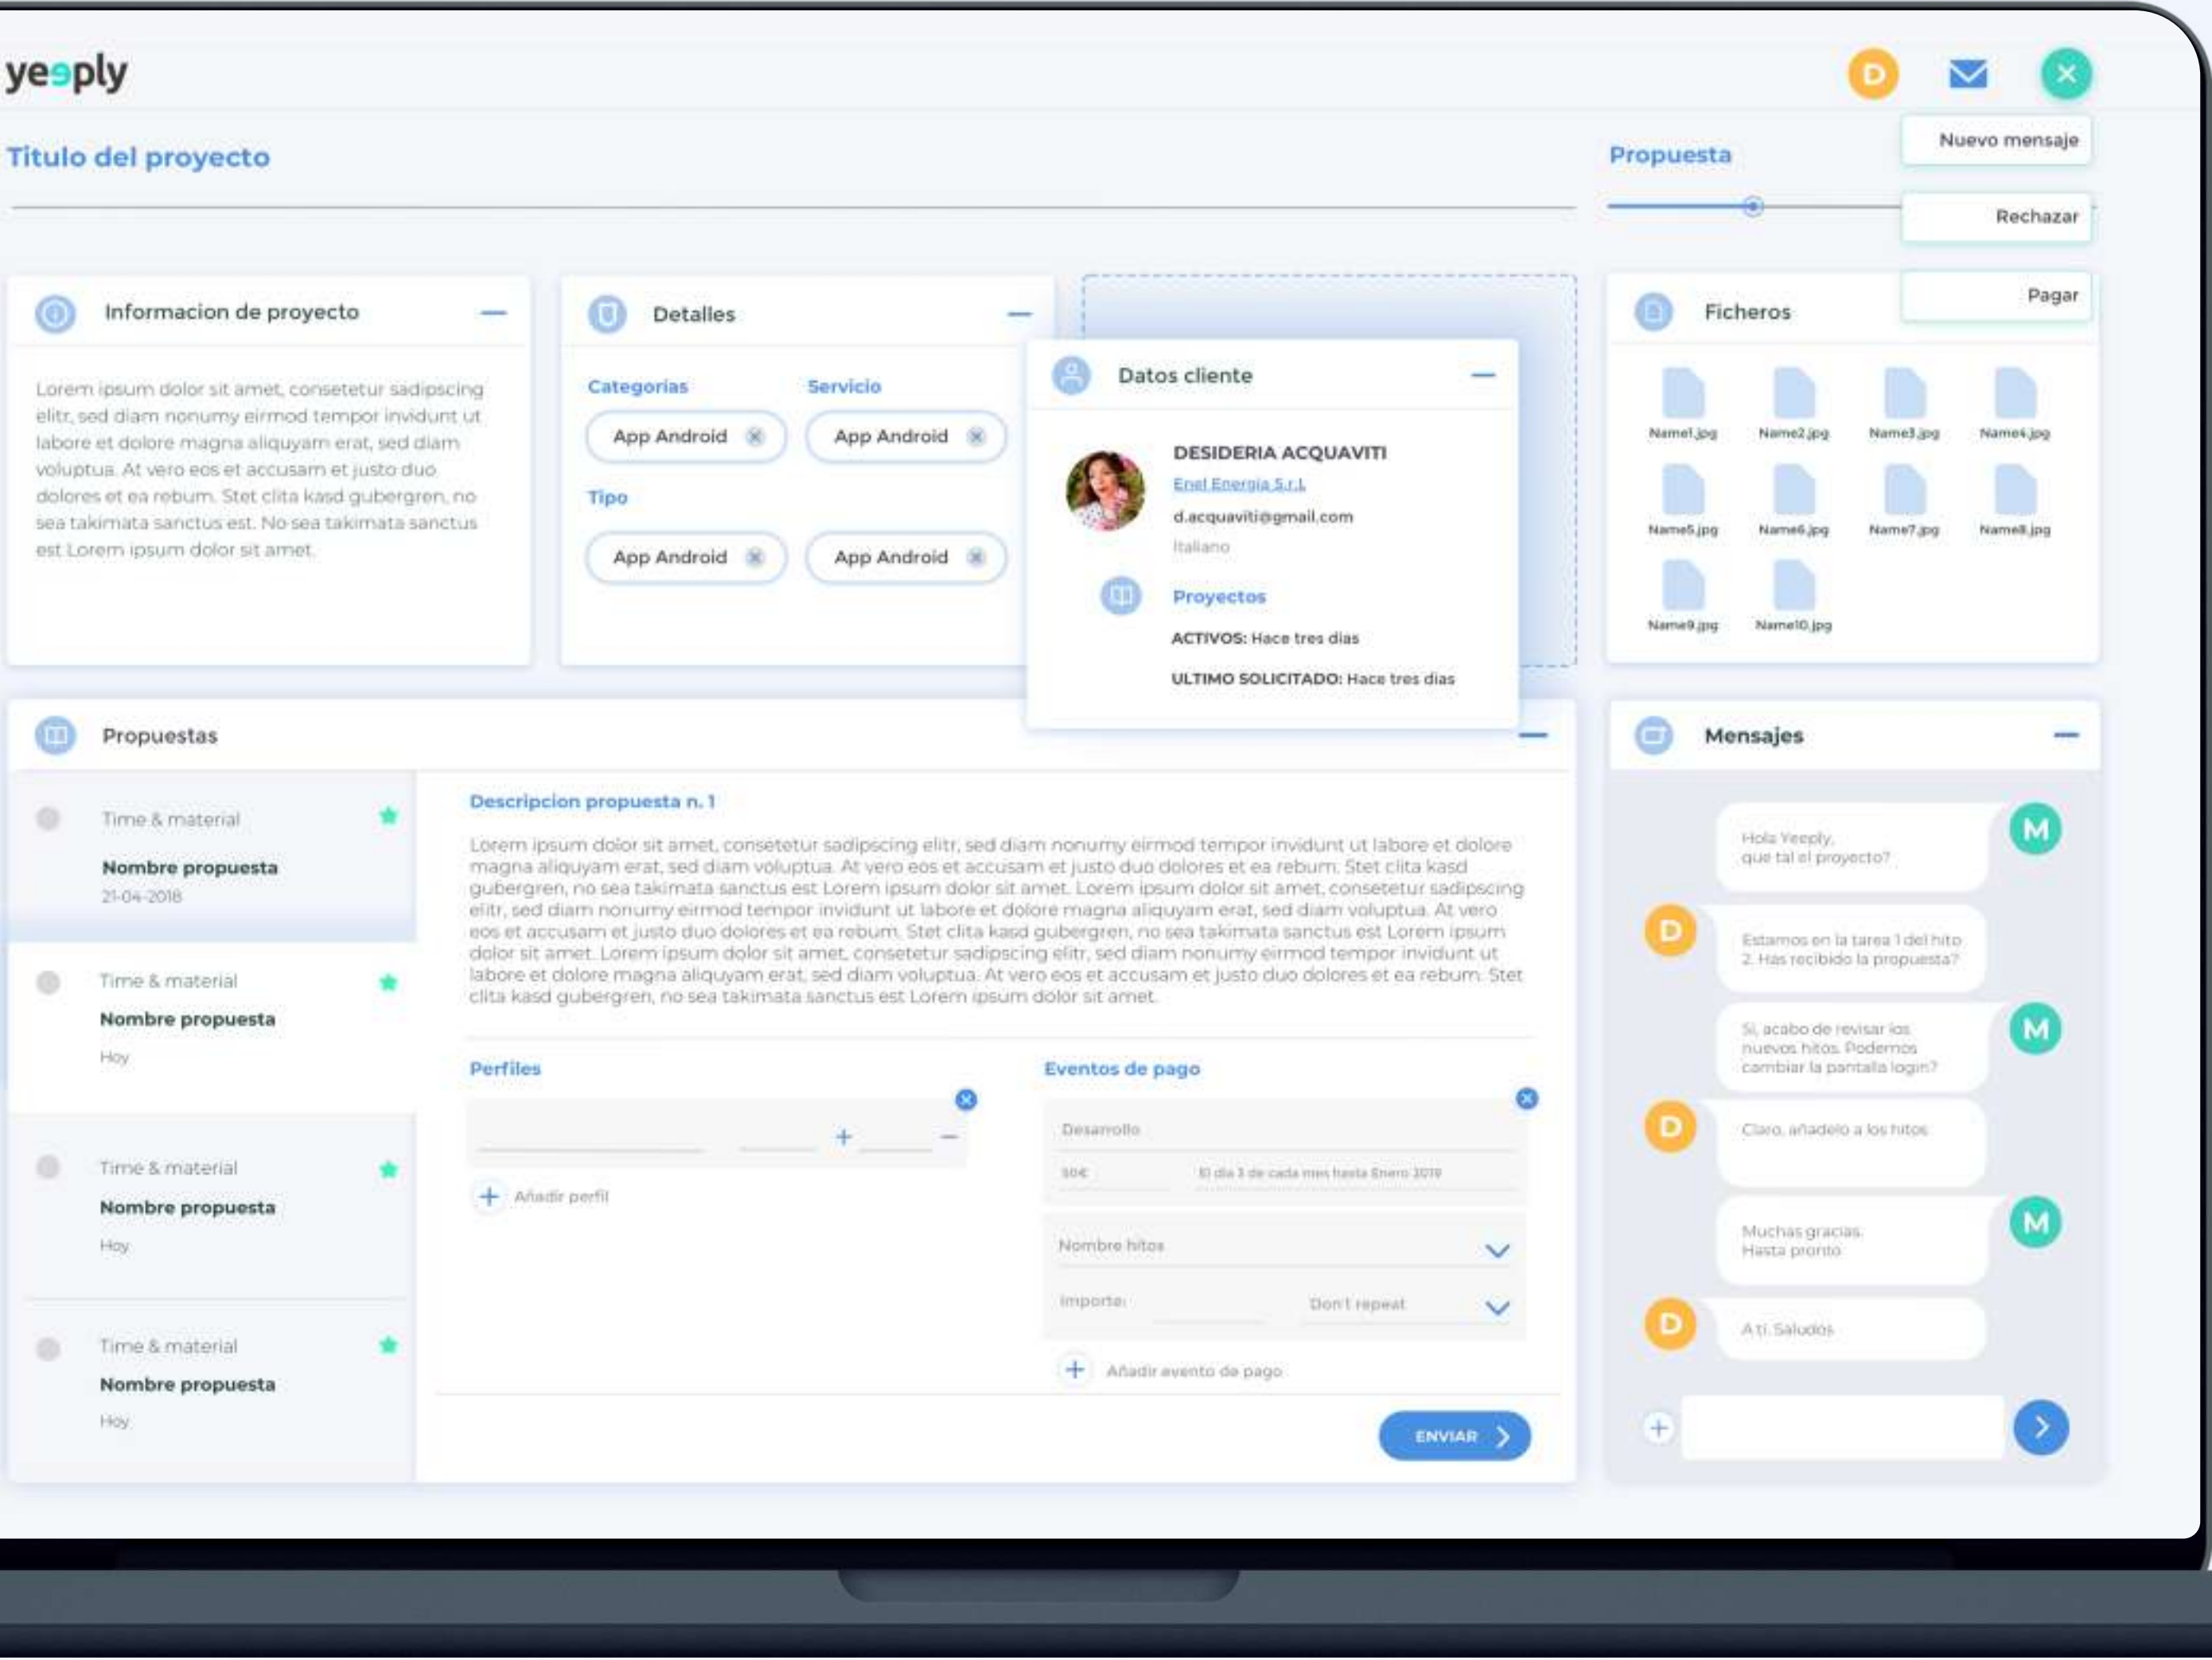 yeeply
D
Titulo del proyecto
Propuesta
Nuevo mensaje
Rechazar
Pagar
Informacion de proyecto
Lorem ipsum dolor sit amet, consetetur sadipscing
elitr, sed diam nonumy eirmod tempor invidunt ut
labore et dolore magna aliquyam erat, sed diam
voluptua. At vero eos et accusam et justo duo
dolores et ea rebum. Stet clita kasd gubergren, no
sea takimata sanctus est. No sea takimata sanctus
est Lorem ipsum dolor sit amet.
Detalles
Categorias
Servicio
App Android
App Android
Tipo
App Android
App Android
Datos cliente
DESIDERIA ACQUAVITI
Enel Energia S.r.L
d.acquaviti@gmail.com
Italiano
Proyectos
ACTIVOS: Hace tres dias
ULTIMO SOLICITADO: Hace tres dias
Ficheros
Name1.jpg
Name2.jpg
Name3.jpg
Name4.jpg
Name5.jpg
Name6.jpg
Name7.jpg
Name8.jpg
Name9.jpg
Name10.jpg
Propuestas
Time & material
Nombre propuesta
21-04-2018
Time & material
Nombre propuesta
Hoy
Time & material
Nombre propuesta
Hoy
Time & material
Nombre propuesta
Hoy
Descripcion propuesta n. 1
Lorem ipsum dolor sit amet, consetetur sadipscing elitr, sed diam nonumy eirmod tempor invidunt ut labore et dolore
magna aliquyam erat, sed diam voluptua. At vero eos et accusam et justo duo dolores et ea rebum. Stet clita kasd
gubergren, no sea takimata sanctus est Lorem ipsum dolor sit amet. Lorem ipsum dolor sit amet, consetetur sadipscing
elitr, sed diam nonumy eirmod tempor invidunt ut labore et dolore magna aliquyam erat, sed diam voluptua. At vero
eos et accusam et justo duo dolores et ea rebum. Stet clita kasd gubergren, no sea takimata sanctus est Lorem ipsum
dolor sit amet. Lorem ipsum dolor sit amet, consetetur sadipscing elitr, sed diam nonumy eirmod tempor invidunt ut
labore et dolore magna aliquyam erat, sed diam voluptua. At vero eos et accusam et justo duo dolores et ea rebum. Stet
clita kasd gubergren, no sea takimata sanctus est Lorem ipsum dolor sit amet.
Perfiles
Añadir perfil
Eventos de pago
Desarrollo
50€
El dia 3 de cada mes hasta Enero 2019
Nombre hitos
Importe:
Don't repeat
Añadir evento de pago
ENVIAR
Mensajes
Hola Yeeply,
que tal el proyecto?
M
D
Estamos en la tarea 1 del hito
2. Has recibido la propuesta?
Si, acabo de revisar los
nuevos hitos. Podemos
cambiar la pantalla login?
M
D
Claro, añadelo a los hitos
Muchas gracias.
Hasta pronto
M
D
A ti. Saludos